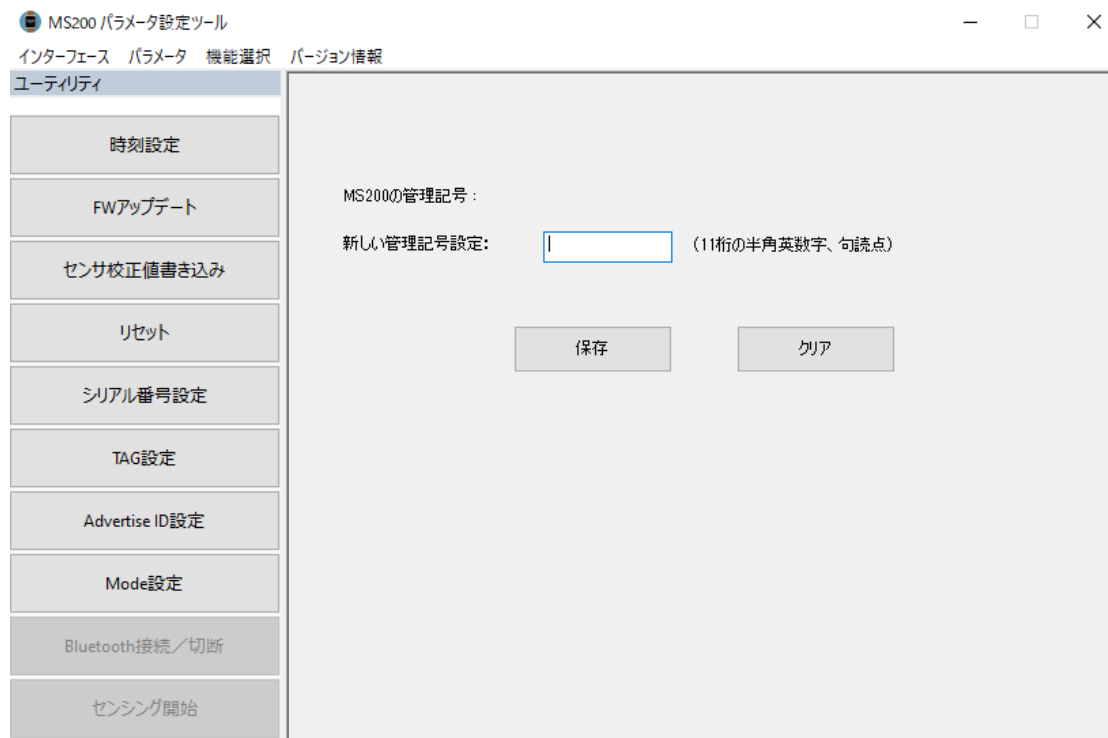 MS200 パラメータ設定ツール
インターフェース パラメータ 機能選択 バージョン情報
ユーティリティ
時刻設定
FWアップデート
センサ校正値書き込み
リセット
シリアル番号設定
TAG設定
Advertise ID設定
Mode設定
Bluetooth接続／切断
センシング開始
MS200の管理記号：
新しい管理記号設定:
（11桁の半角英数字、句読点）
保存
クリア